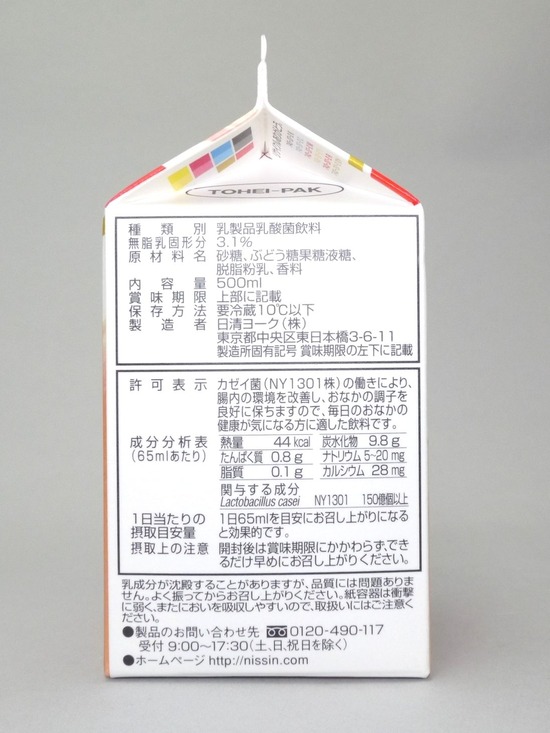 TOHEI-PAK
種類別 乳製品乳酸菌飲料
無脂乳固形分 3.1%
原材料名 砂糖、ぶどう糖果糖液糖、
脱脂粉乳、香料
内容量 500ml
賞味期限 上部に記載
保存方法 要冷蔵10℃以下
製造者 日清ヨーク(株)
東京都中央区東日本橋3-6-11
製造所固有記号 賞味期限の左下に記載
許可表示 カゼイ菌(NY1301株)の働きにより、
腸内の環境を改善し、おなかの調子を
良好に保ちますので、毎日のおなかの
健康が気になる方に適した飲料です。
成分分析表 熱量 44kcal 炭水化物 9.8g
(65mlあたり) たんぱく質 0.8g ナトリウム 5~20mg
脂質 0.1g カルシウム 28mg
関与する成分
Lactobacillus casei NY1301 150億個以上
1日当たりの 1日65mlを目安にお召し上がりになる
摂取目安量 と効果的です。
摂取上の注意 開封後は賞味期限にかかわらず、でき
るだけ早めにお召し上がりください。
乳成分が沈殿することがありますが、品質には問題ありま
せん。よく振ってからお召し上がりください。紙容器は衝撃
に弱く、またにおいを吸収しやすいので、取扱いにはご注意く
ださい。
●製品のお問い合わせ先 0120-490-117
受付 9:00~17:30(土、日、祝日を除く)
●ホームページ http://nissin.com